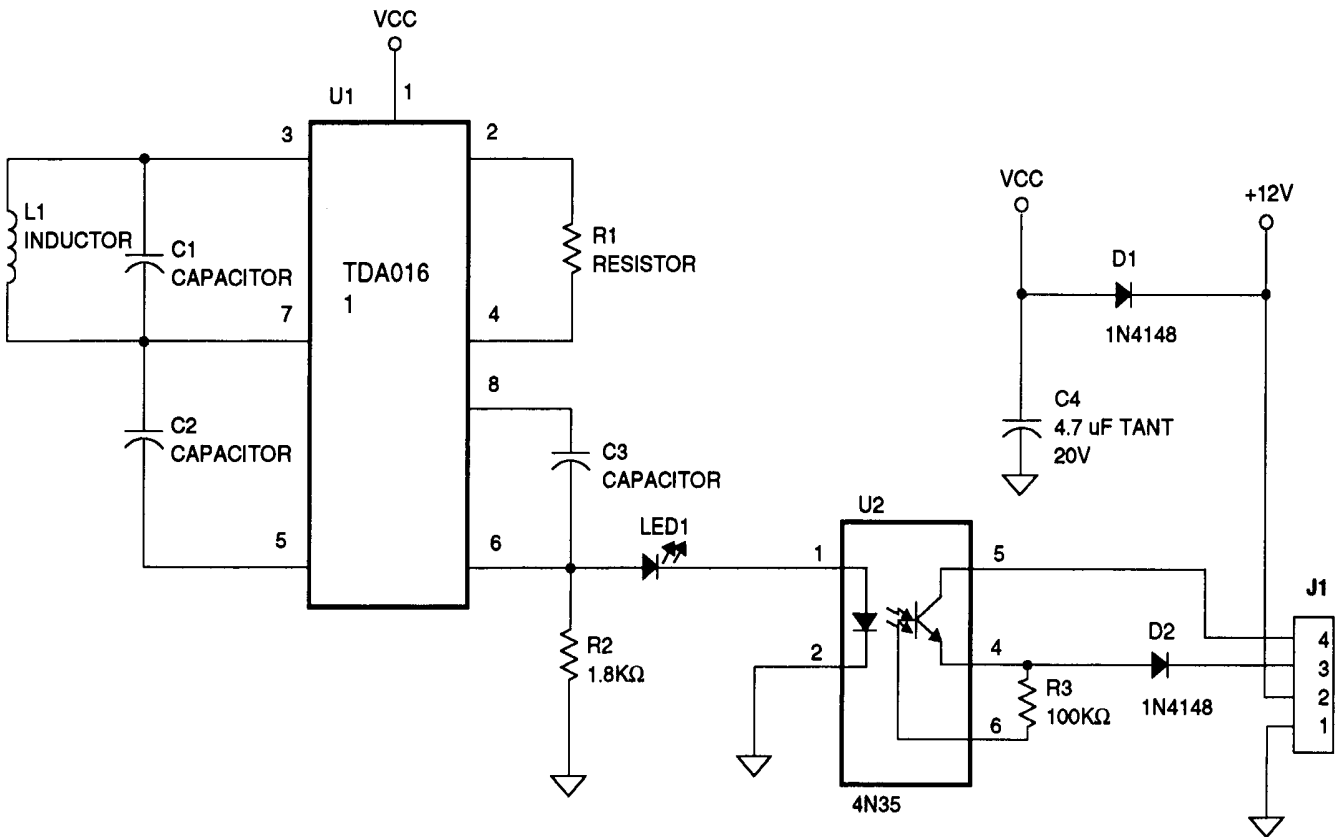 VCC
U1
1
3
2
L1
INDUCTOR
C1
CAPACITOR
TDA016
1
R1
RESISTOR
7
4
8
C2
CAPACITOR
C3
CAPACITOR
5
6
LED1
R2
1.8KΩ
VCC
+12V
D1
1N4148
C4
4.7 uF TANT
20V
U2
1
5
2
4
6
4N35
R3
100KΩ
D2
1N4148
J1
4
3
2
1